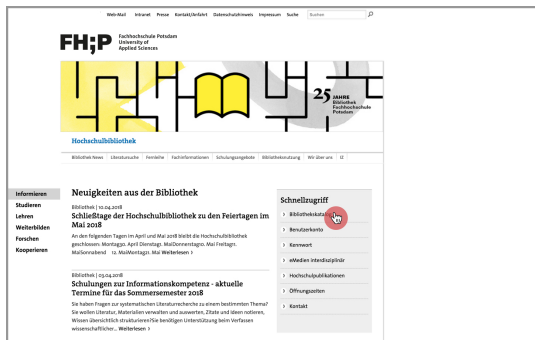 Web-Mail Intranet Presse Kontakt/Anfahrt Datenschutzhinweis Impressum Suche Suchen
FH;P
Fachhochschule Potsdam
University of
Applied Sciences
25 JAHRE
Bibliothek
Fachhochschule
Potsdam
Hochschulbibliothek
Bibliothek News Literatursuche Fernleihe Fachinformationen Schulungsangebote Bibliotheksnutzung Wir über uns IZ
Informieren
Studieren
Lehren
Weiterbilden
Forschen
Kooperieren
Neuigkeiten aus der Bibliothek
Bibliothek | 10.04.2018
Schließtage der Hochschulbibliothek zu den Feiertagen im
Mai 2018
An den folgenden Tagen im April und Mai 2018 bleibt die Hochschulbibliothek
geschlossen: Montag30. April Dienstag1. MaiDonnerstag10. Mai Freitag11.
MaiSonnabend 12. MaiMontag21. Mai Weiterlesen >
Bibliothek | 03.04.2018
Schulungen zur Informationskompetenz - aktuelle
Termine für das Sommersemester 2018
Sie haben Fragen zur systematischen Literaturrecherche zu einem bestimmten Thema?
Sie wollen Literatur, Materialien verwalten und auswerten, Zitate und Ideen notieren,
Wissen übersichtlich strukturieren?Sie benötigen Unterstützung beim Verfassen
wissenschaftlicher... Weiterlesen >
Schnellzugriff
> Bibliothekskatalog
> Benutzerkonto
> Kennwort
> eMedien interdisziplinär
> Hochschulpublikationen
> Öffnungszeiten
> Kontakt